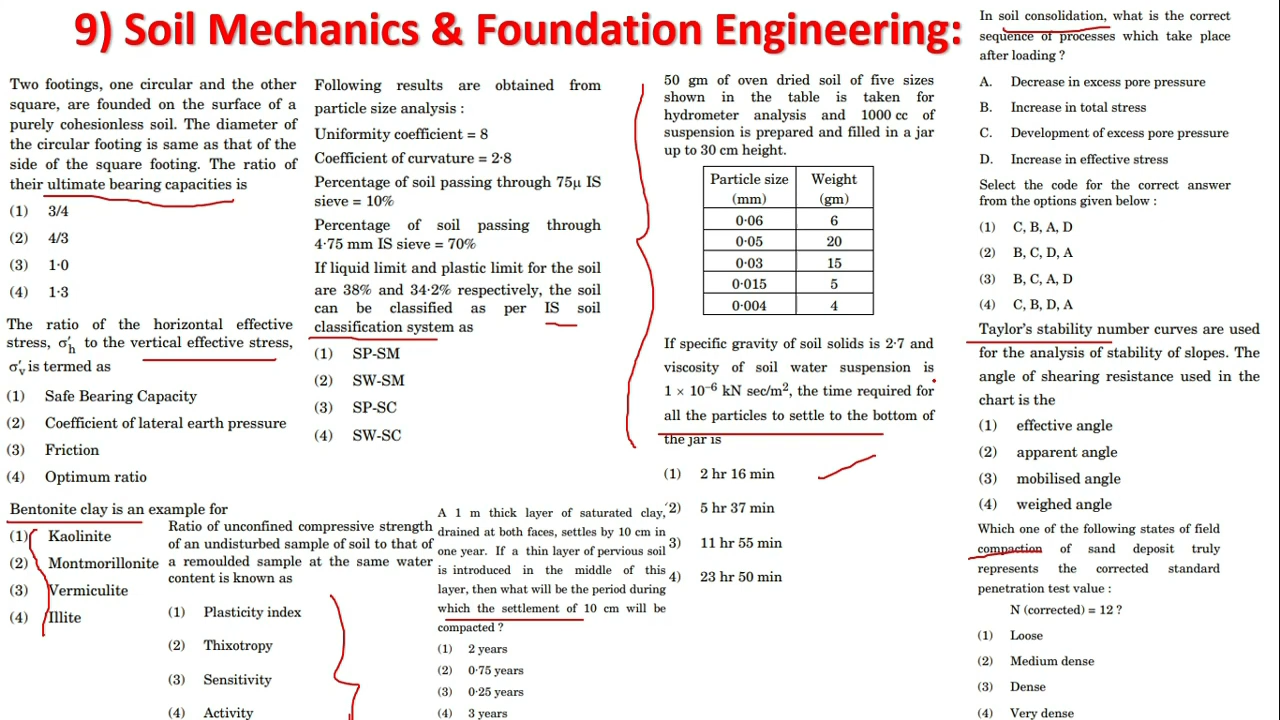 9) Soil Mechanics & Foundation Engineering:
Two footings, one circular and the other
square, are founded on the surface of a
purely cohesionless soil. The diameter of
the circular footing is same as that of the
side of the square footing. The ratio of
their ultimate bearing capacities is
(1) 3/4
(2) 4/3
(3) 1·0
(4) 1·3
The ratio of the horizontal effective
stress, σ′h to the vertical effective stress,
σ′v is termed as
(1) Safe Bearing Capacity
(2) Coefficient of lateral earth pressure
(3) Friction
(4) Optimum ratio
Bentonite clay is an example for
(1) Kaolinite
(2) Montmorillonite
(3) Vermiculite
(4) Illite
Ratio of unconfined compressive strength
of an undisturbed sample of soil to that of
a remoulded sample at the same water
content is known as
(1) Plasticity index
(2) Thixotropy
(3) Sensitivity
(4) Activity
Following results are obtained from
particle size analysis :
Uniformity coefficient = 8
Coefficient of curvature = 2·8
Percentage of soil passing through 75μ IS
sieve = 10%
Percentage of soil passing through
4·75 mm IS sieve = 70%
If liquid limit and plastic limit for the soil
are 38% and 34·2% respectively, the soil
can be classified as per IS soil
classification system as
(1) SP-SM
(2) SW-SM
(3) SP-SC
(4) SW-SC
A 1 m thick layer of saturated clay,
drained at both faces, settles by 10 cm in
one year. If a thin layer of pervious soil
is introduced in the middle of this
layer, then what will be the period during
which the settlement of 10 cm will be
compacted ?
(1) 2 years
(2) 0·75 years
(3) 0·25 years
(4) 3 years
50 gm of oven dried soil of five sizes
shown in the table is taken for
hydrometer analysis and 1000 cc of
suspension is prepared and filled in a jar
up to 30 cm height.
Particle size (mm) Weight (gm)
0·06 6
0·05 20
0·03 15
0·015 5
0·004 4
If specific gravity of soil solids is 2·7 and
viscosity of soil water suspension is
1 × 10⁻⁶ kN sec/m², the time required for
all the particles to settle to the bottom of
the jar is
(1) 2 hr 16 min
2) 5 hr 37 min
3) 11 hr 55 min
4) 23 hr 50 min
In soil consolidation, what is the correct
sequence of processes which take place
after loading ?
A. Decrease in excess pore pressure
B. Increase in total stress
C. Development of excess pore pressure
D. Increase in effective stress
Select the code for the correct answer
from the options given below :
(1) C, B, A, D
(2) B, C, D, A
(3) B, C, A, D
(4) C, B, D, A
Taylor's stability number curves are used
for the analysis of stability of slopes. The
angle of shearing resistance used in the
chart is the
(1) effective angle
(2) apparent angle
(3) mobilised angle
(4) weighed angle
Which one of the following states of field
compaction of sand deposit truly
represents the corrected standard
penetration test value :
N (corrected) = 12 ?
(1) Loose
(2) Medium dense
(3) Dense
(4) Very dense